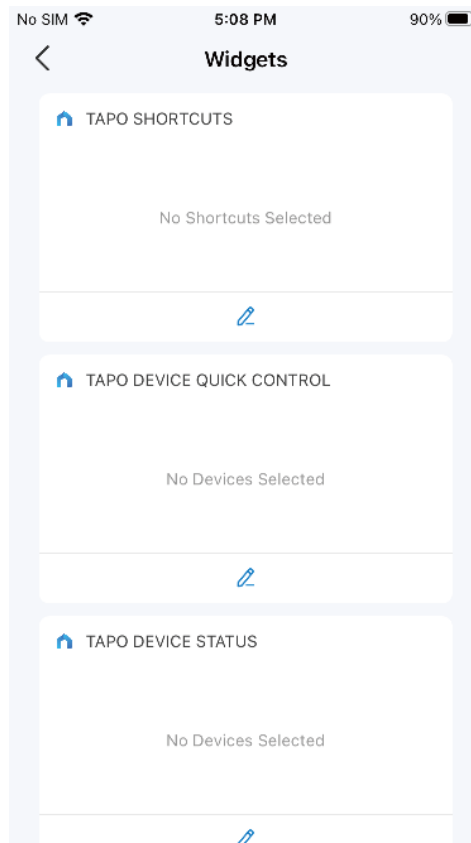 No SIM 5:08 PM 90%
Widgets
TAPO SHORTCUTS
No Shortcuts Selected
TAPO DEVICE QUICK CONTROL
No Devices Selected
TAPO DEVICE STATUS
No Devices Selected